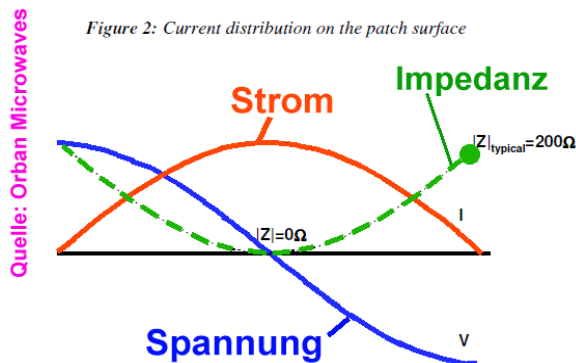 Figure 2: Current distribution on the patch surface
Quelle: Orban Microwaves
Strom
Impedanz
|Z|typical=200Ω
|Z|=0Ω
I
Spannung
V